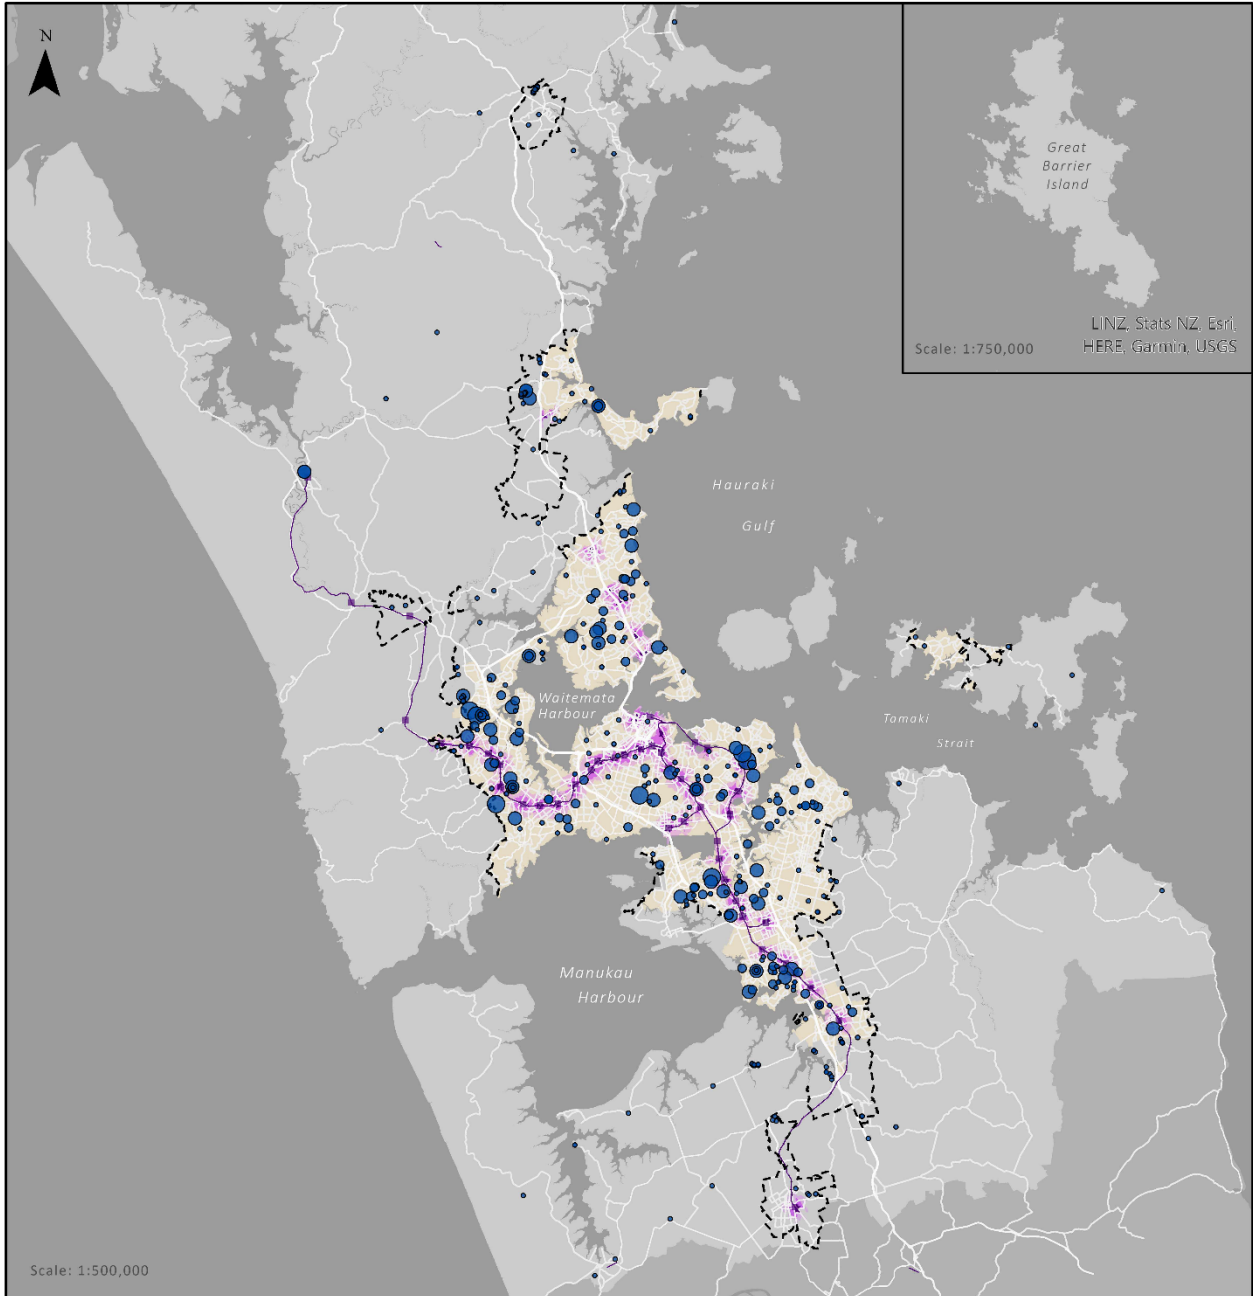 N
Great
Barrier
Island
LINZ, Stats NZ, Esri,
HERE, Garmin, USGS
Scale: 1:750,000
Hauraki
Gulf
Waitemata
Harbour
Tamaki
Strait
Manukau
Harbour
Scale: 1:500,000